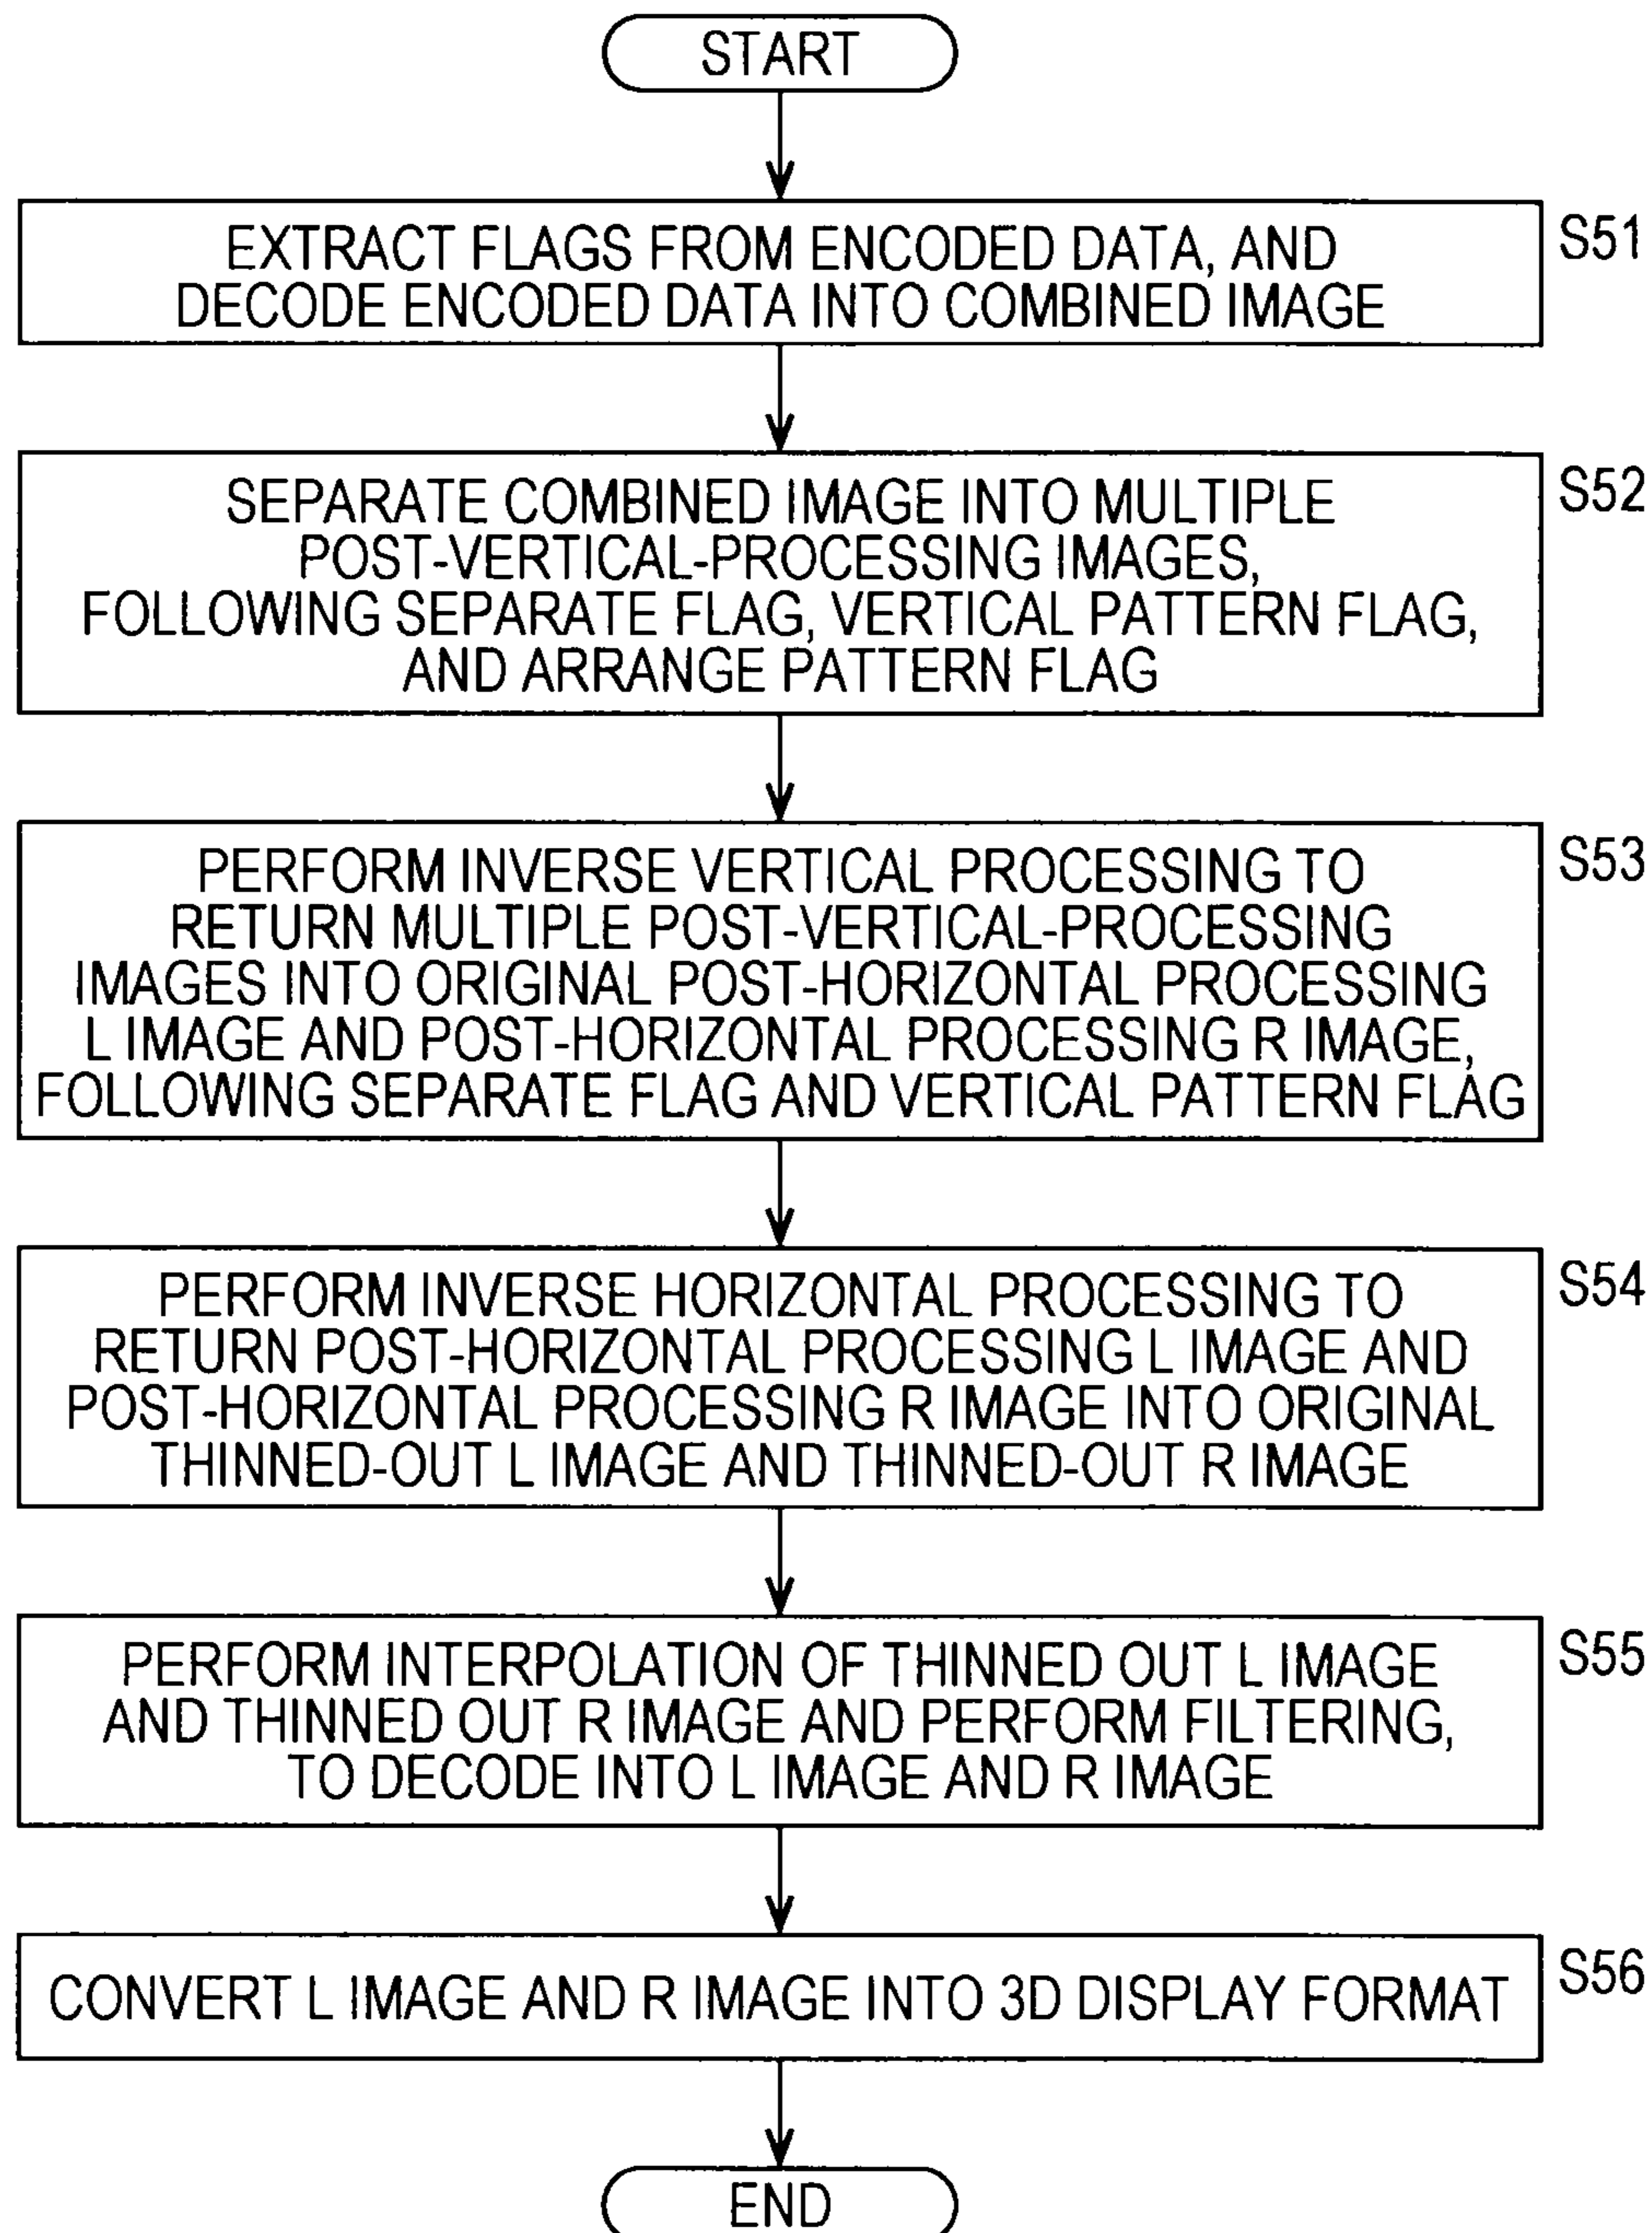 START
EXTRACT FLAGS FROM ENCODED DATA, AND
DECODE ENCODED DATA INTO COMBINED IMAGE
S51
SEPARATE COMBINED IMAGE INTO MULTIPLE
POST-VERTICAL-PROCESSING IMAGES,
FOLLOWING SEPARATE FLAG, VERTICAL PATTERN FLAG,
AND ARRANGE PATTERN FLAG
S52
PERFORM INVERSE VERTICAL PROCESSING TO
RETURN MULTIPLE POST-VERTICAL-PROCESSING
IMAGES INTO ORIGINAL POST-HORIZONTAL PROCESSING
L IMAGE AND POST-HORIZONTAL PROCESSING R IMAGE,
FOLLOWING SEPARATE FLAG AND VERTICAL PATTERN FLAG
S53
PERFORM INVERSE HORIZONTAL PROCESSING TO
RETURN POST-HORIZONTAL PROCESSING L IMAGE AND
POST-HORIZONTAL PROCESSING R IMAGE INTO ORIGINAL
THINNED-OUT L IMAGE AND THINNED-OUT R IMAGE
S54
PERFORM INTERPOLATION OF THINNED OUT L IMAGE
AND THINNED OUT R IMAGE AND PERFORM FILTERING,
TO DECODE INTO L IMAGE AND R IMAGE
S55
CONVERT L IMAGE AND R IMAGE INTO 3D DISPLAY FORMAT
S56
END